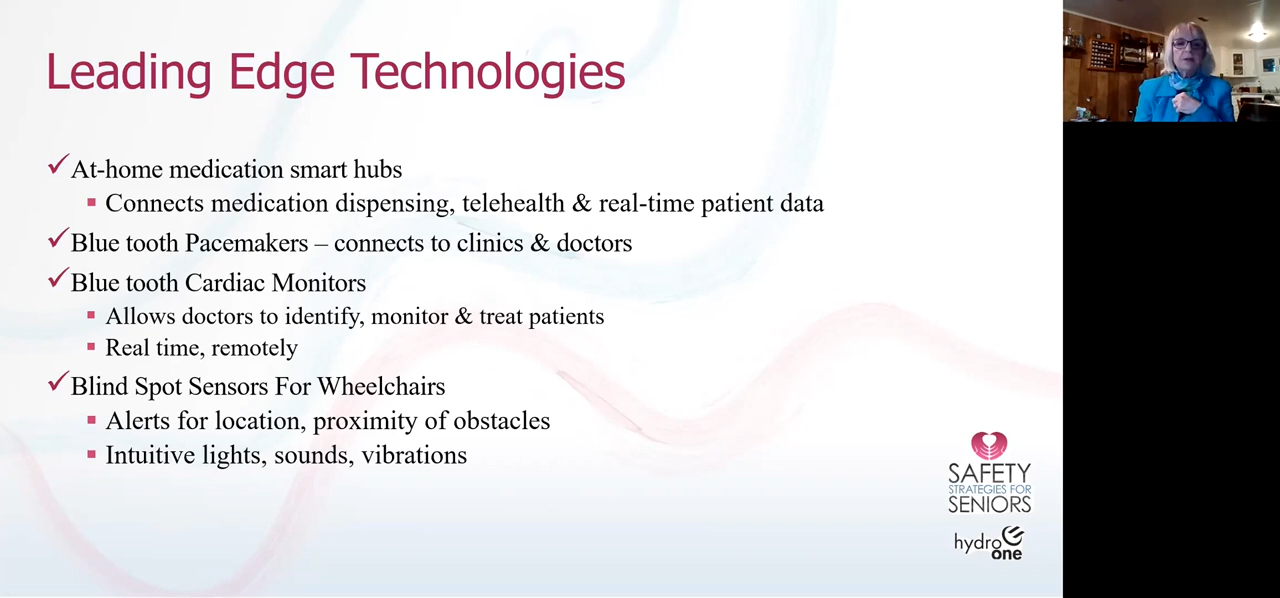 Leading Edge Technologies
At-home medication smart hubs
Connects medication dispensing, telehealth & real-time patient data
Blue tooth Pacemakers – connects to clinics & doctors
Blue tooth Cardiac Monitors
Allows doctors to identify, monitor & treat patients
Real time, remotely
Blind Spot Sensors For Wheelchairs
Alerts for location, proximity of obstacles
Intuitive lights, sounds, vibrations
SAFETY
STRATEGIES FOR
SENIORS
hydro
one